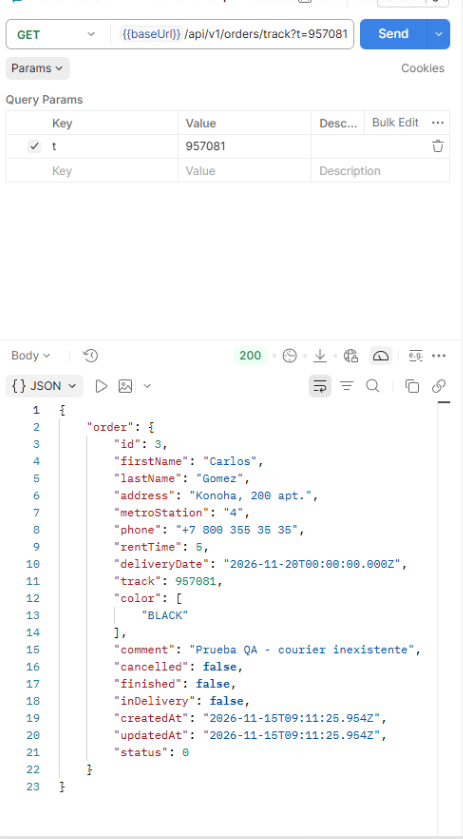 GET {{baseUrl}} /api/v1/orders/track?t=957081 Send
Params Cookies
Query Params
Key Value Desc... Bulk Edit
t 957081
Key Value Description
Body 200 e.g.
{} JSON
1 {
2 "order": {
3 "id": 3,
4 "firstName": "Carlos",
5 "lastName": "Gomez",
6 "address": "Konoha, 200 apt.",
7 "metroStation": "4",
8 "phone": "+7 800 355 35 35",
9 "rentTime": 5,
10 "deliveryDate": "2026-11-20T00:00:00.000Z",
11 "track": 957081,
12 "color": [
13 "BLACK"
14 ],
15 "comment": "Prueba QA - courier inexistente",
16 "cancelled": false,
17 "finished": false,
18 "inDelivery": false,
19 "createdAt": "2026-11-15T09:11:25.954Z",
20 "updatedAt": "2026-11-15T09:11:25.954Z",
21 "status": 0
22 }
23 }